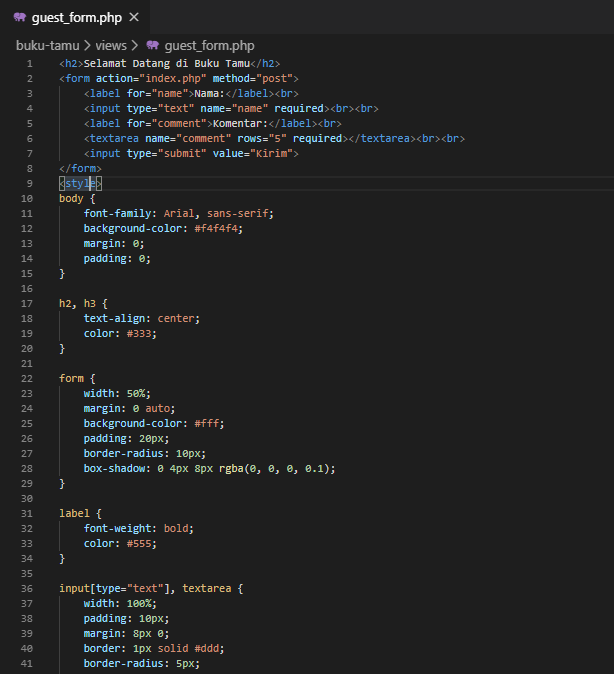 guest_form.php ×
buku-tamu > views > guest_form.php
1 <h2>Selamat Datang di Buku Tamu</h2>
2 <form action="index.php" method="post">
3 <label for="name">Nama:</label><br>
4 <input type="text" name="name" required><br><br>
5 <label for="comment">Komentar:</label><br>
6 <textarea name="comment" rows="5" required></textarea><br><br>
7 <input type="submit" value="Kirim">
8 </form>
9 <style>
10 body {
11 font-family: Arial, sans-serif;
12 background-color: #f4f4f4;
13 margin: 0;
14 padding: 0;
15 }
16
17 h2, h3 {
18 text-align: center;
19 color: #333;
20 }
21
22 form {
23 width: 50%;
24 margin: 0 auto;
25 background-color: #fff;
26 padding: 20px;
27 border-radius: 10px;
28 box-shadow: 0 4px 8px rgba(0, 0, 0, 0.1);
29 }
30
31 label {
32 font-weight: bold;
33 color: #555;
34 }
35
36 input[type="text"], textarea {
37 width: 100%;
38 padding: 10px;
39 margin: 8px 0;
40 border: 1px solid #ddd;
41 border-radius: 5px;